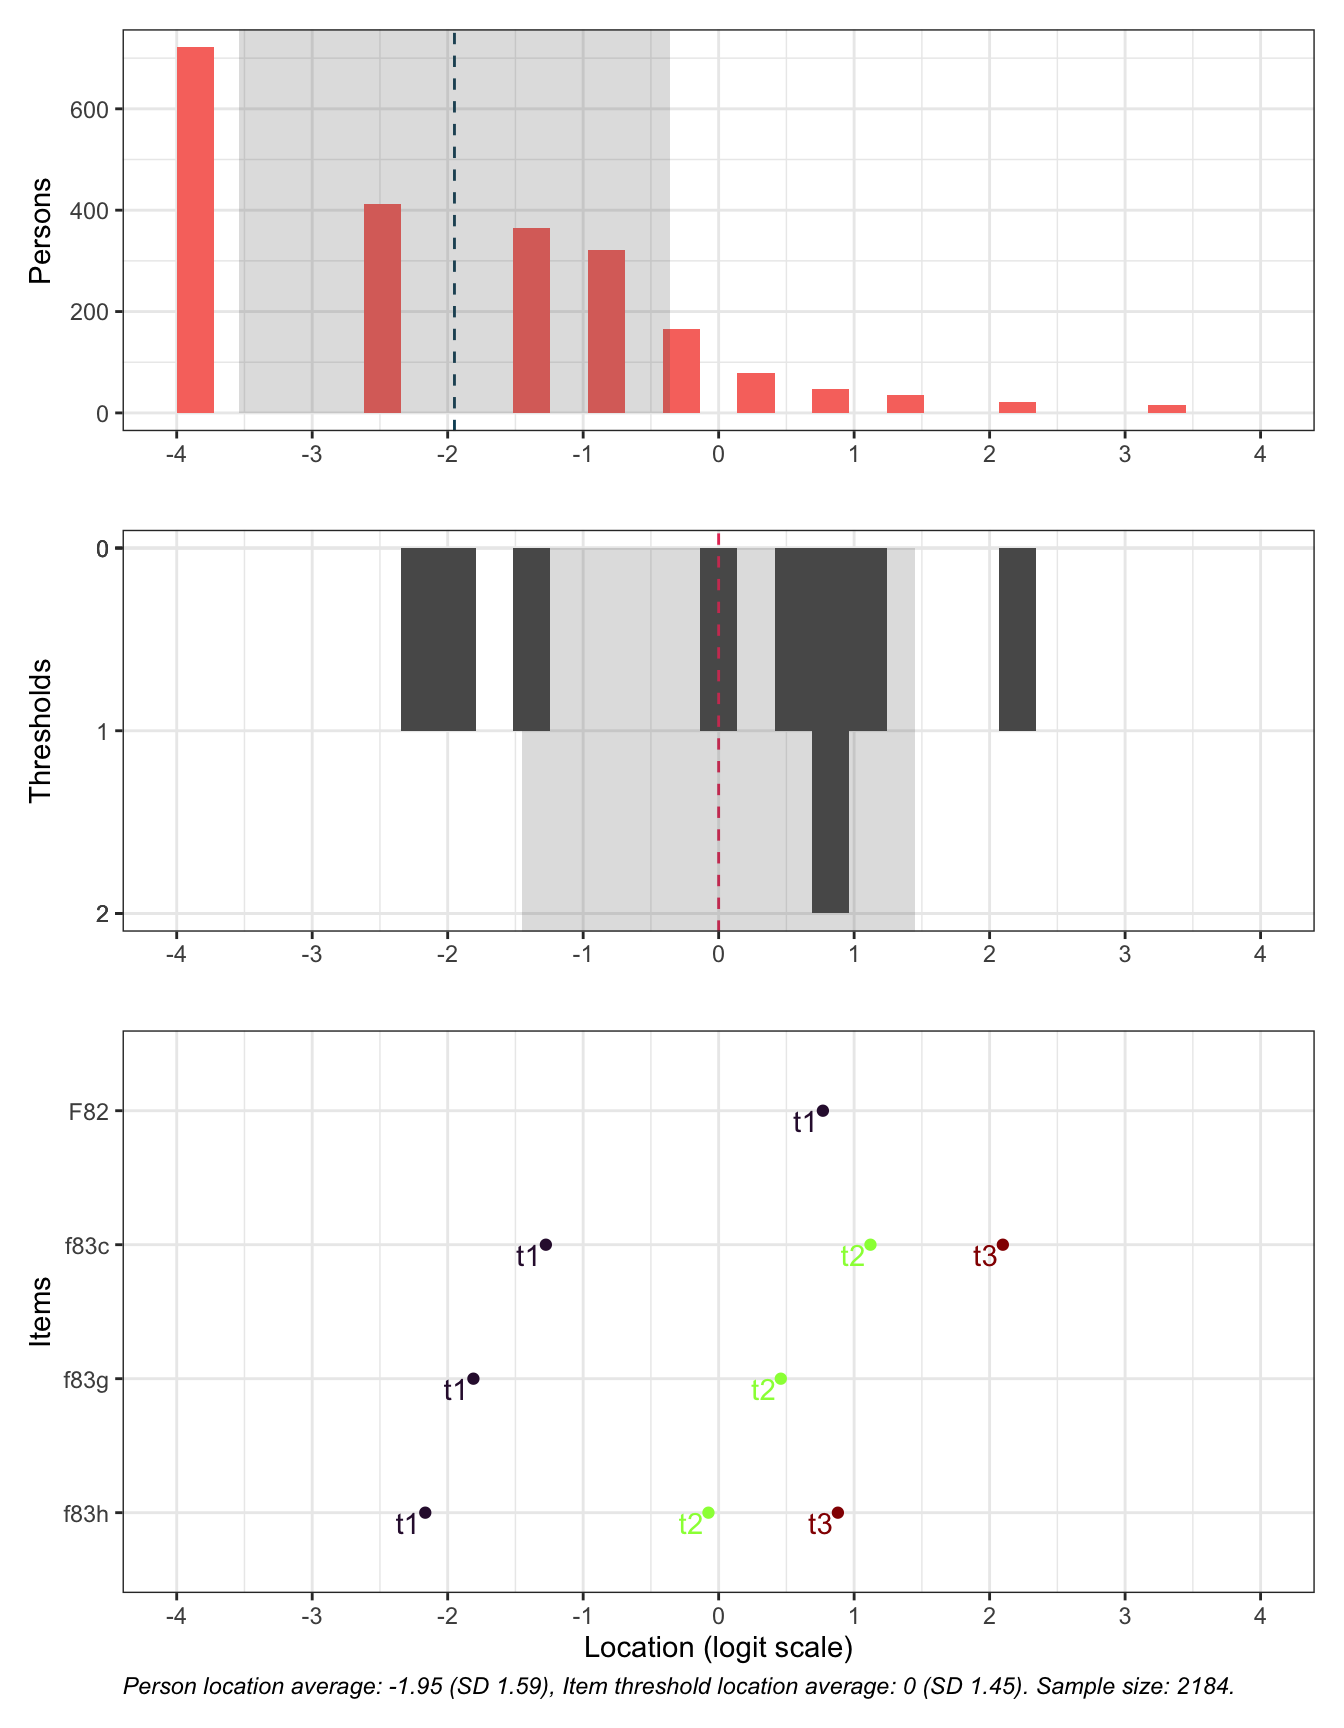 600
400
200
0
Persons
-4 -3 -2 -1 0 1 2 3 4
0
1
2
Thresholds
-4 -3 -2 -1 0 1 2 3 4
F82
t1
f83c
t1 t2 t3
Items
f83g
t1 t2
f83h
t1 t2 t3
-4 -3 -2 -1 0 1 2 3 4
Location (logit scale)
Person location average: -1.95 (SD 1.59), Item threshold location average: 0 (SD 1.45). Sample size: 2184.